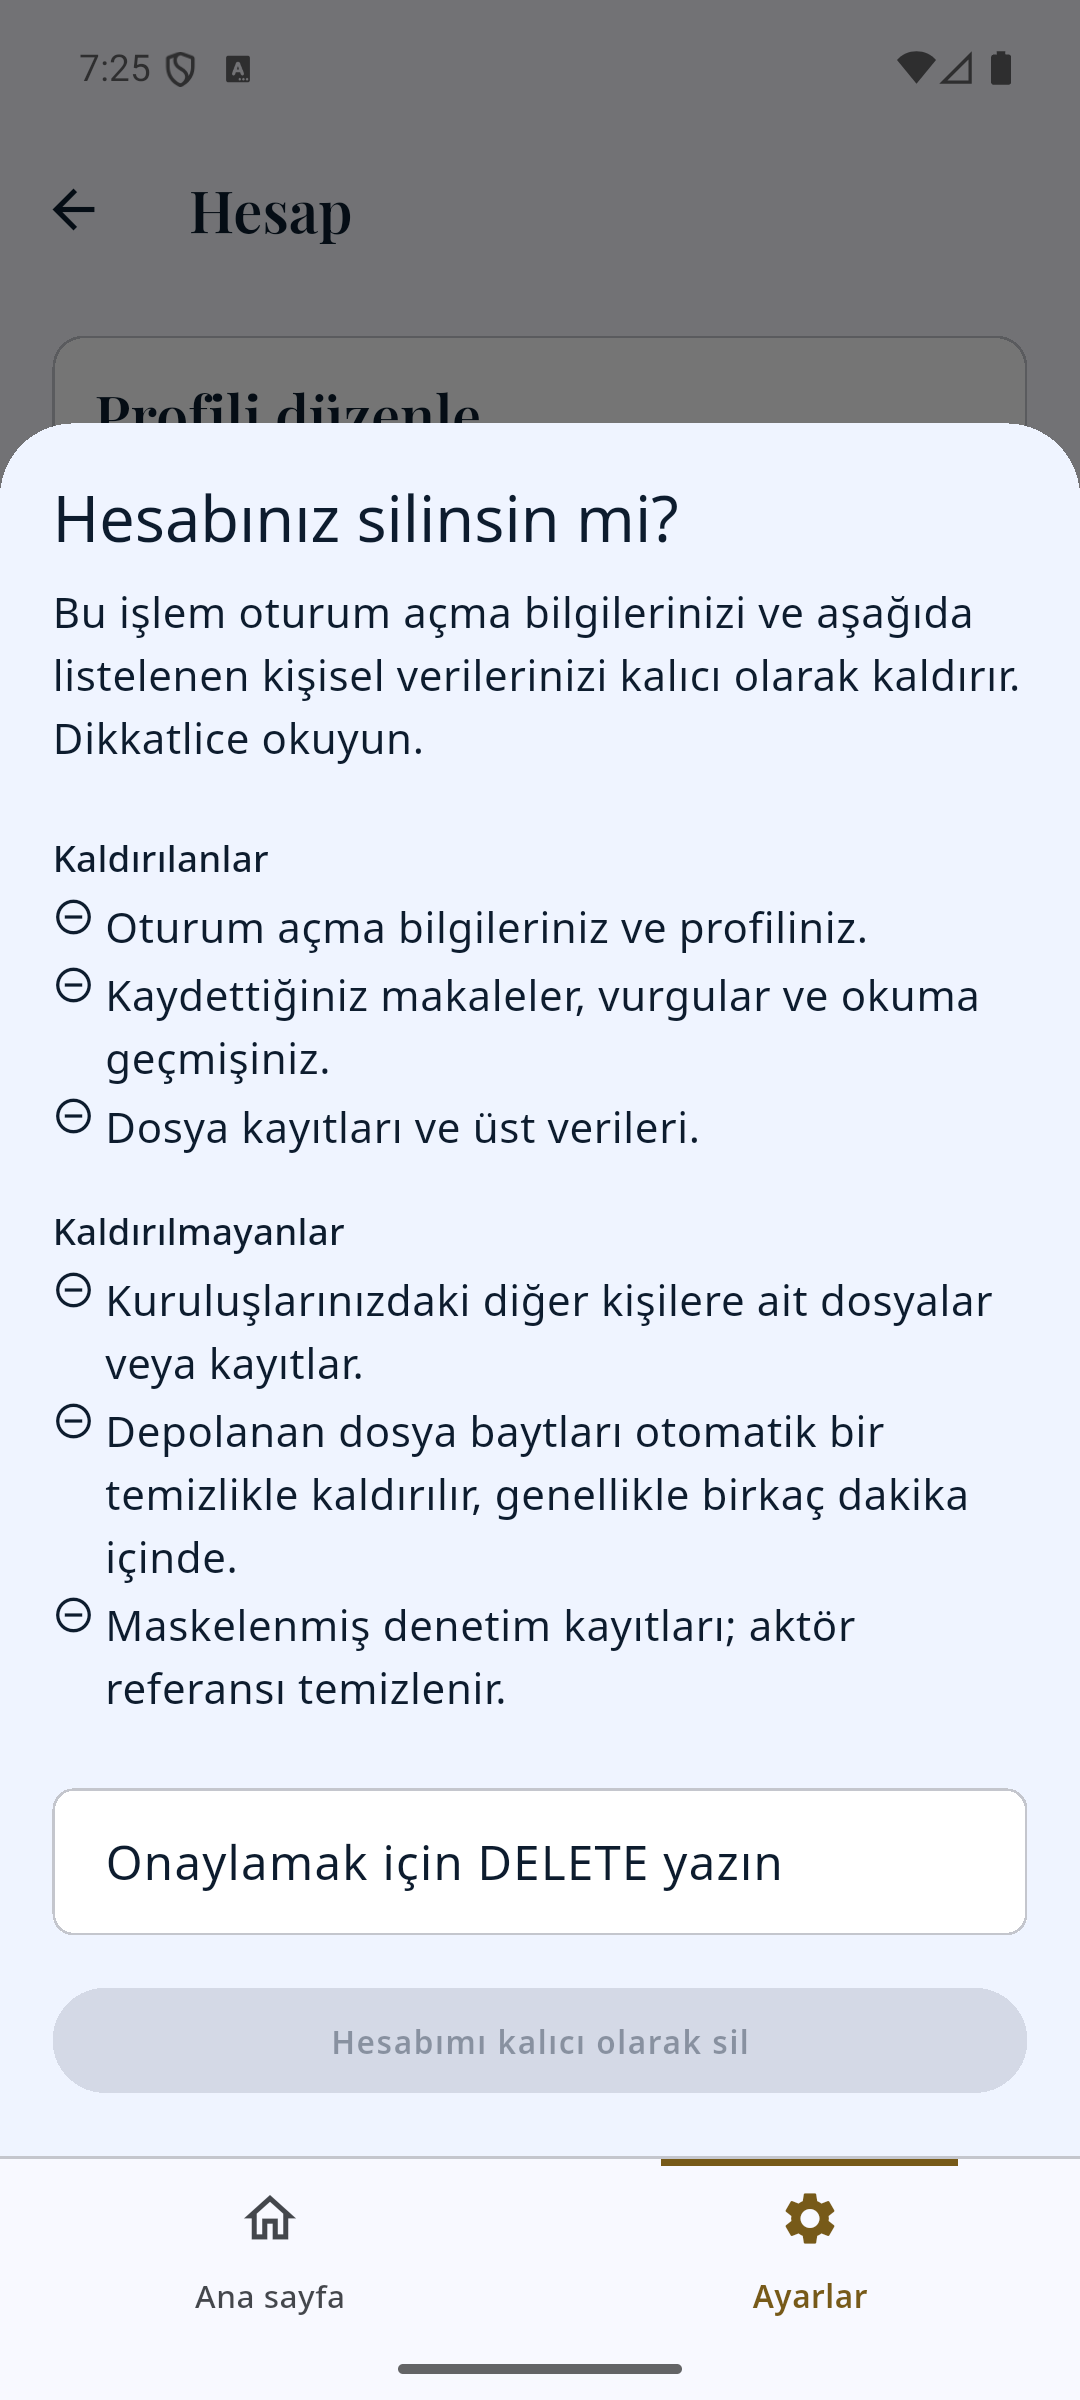 7:25
Hesap
Profili düzenle
Hesabınız silinsin mi?
Bu işlem oturum açma bilgilerinizi ve aşağıda
listelenen kişisel verilerinizi kalıcı olarak kaldırır.
Dikkatlice okuyun.
Kaldırılanlar
Oturum açma bilgileriniz ve profiliniz.
Kaydettiğiniz makaleler, vurgular ve okuma
geçmişiniz.
Dosya kayıtları ve üst verileri.
Kaldırılmayanlar
Kuruluşlarınızdaki diğer kişilere ait dosyalar
veya kayıtlar.
Depolanan dosya baytları otomatik bir
temizlikle kaldırılır, genellikle birkaç dakika
içinde.
Maskelenmiş denetim kayıtları; aktör
referansı temizlenir.
Onaylamak için DELETE yazın
Hesabımı kalıcı olarak sil
Ana sayfa
Ayarlar